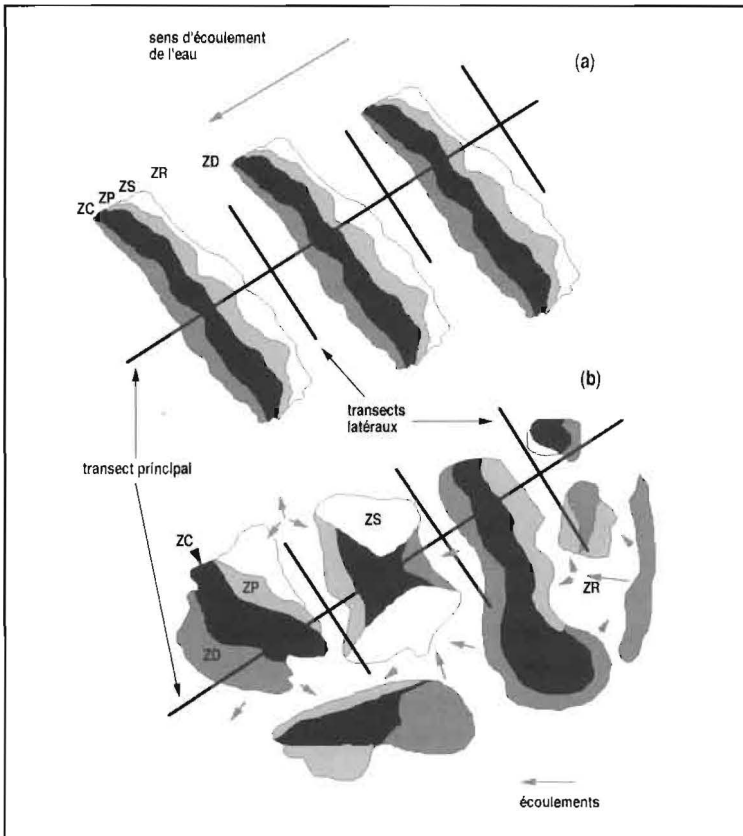 sens d'écoulement
de l'eau
(a)
ZD
ZR
ZS
ZP
ZC
(b)
transects
latéraux
transect principal
ZC
ZS
ZP
ZR
ZD
écoulements